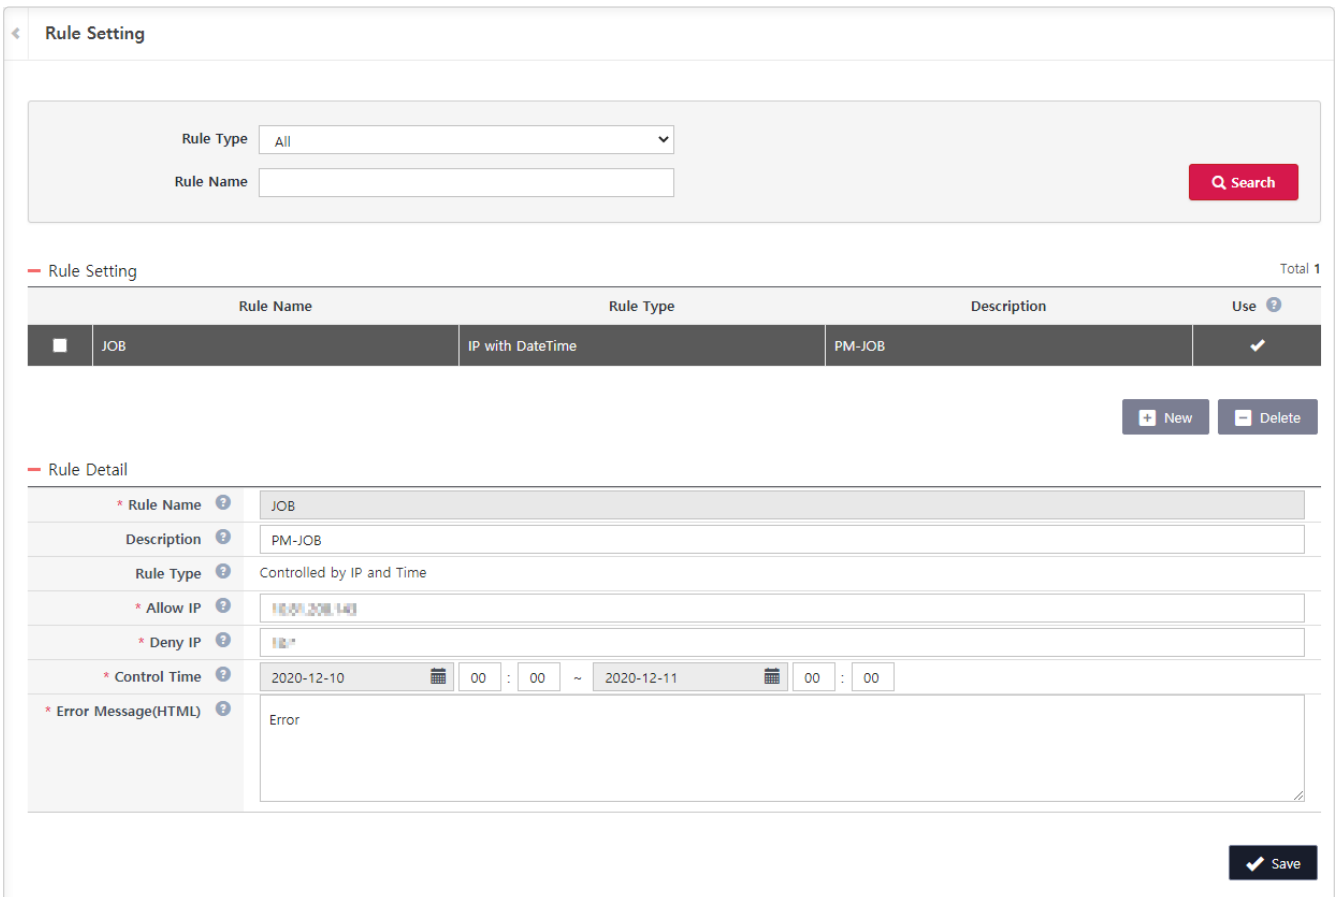 Rule Setting
Rule Type All
Rule Name
Search
Rule Setting Total 1
Rule Name Rule Type Description Use ?
JOB IP with DateTime PM-JOB
New Delete
Rule Detail
* Rule Name ? JOB
Description ? PM-JOB
Rule Type ? Controlled by IP and Time
* Allow IP ?
* Deny IP ?
* Control Time ? 2020-12-10 00 : 00 ~ 2020-12-11 00 : 00
* Error Message(HTML) ? Error
Save